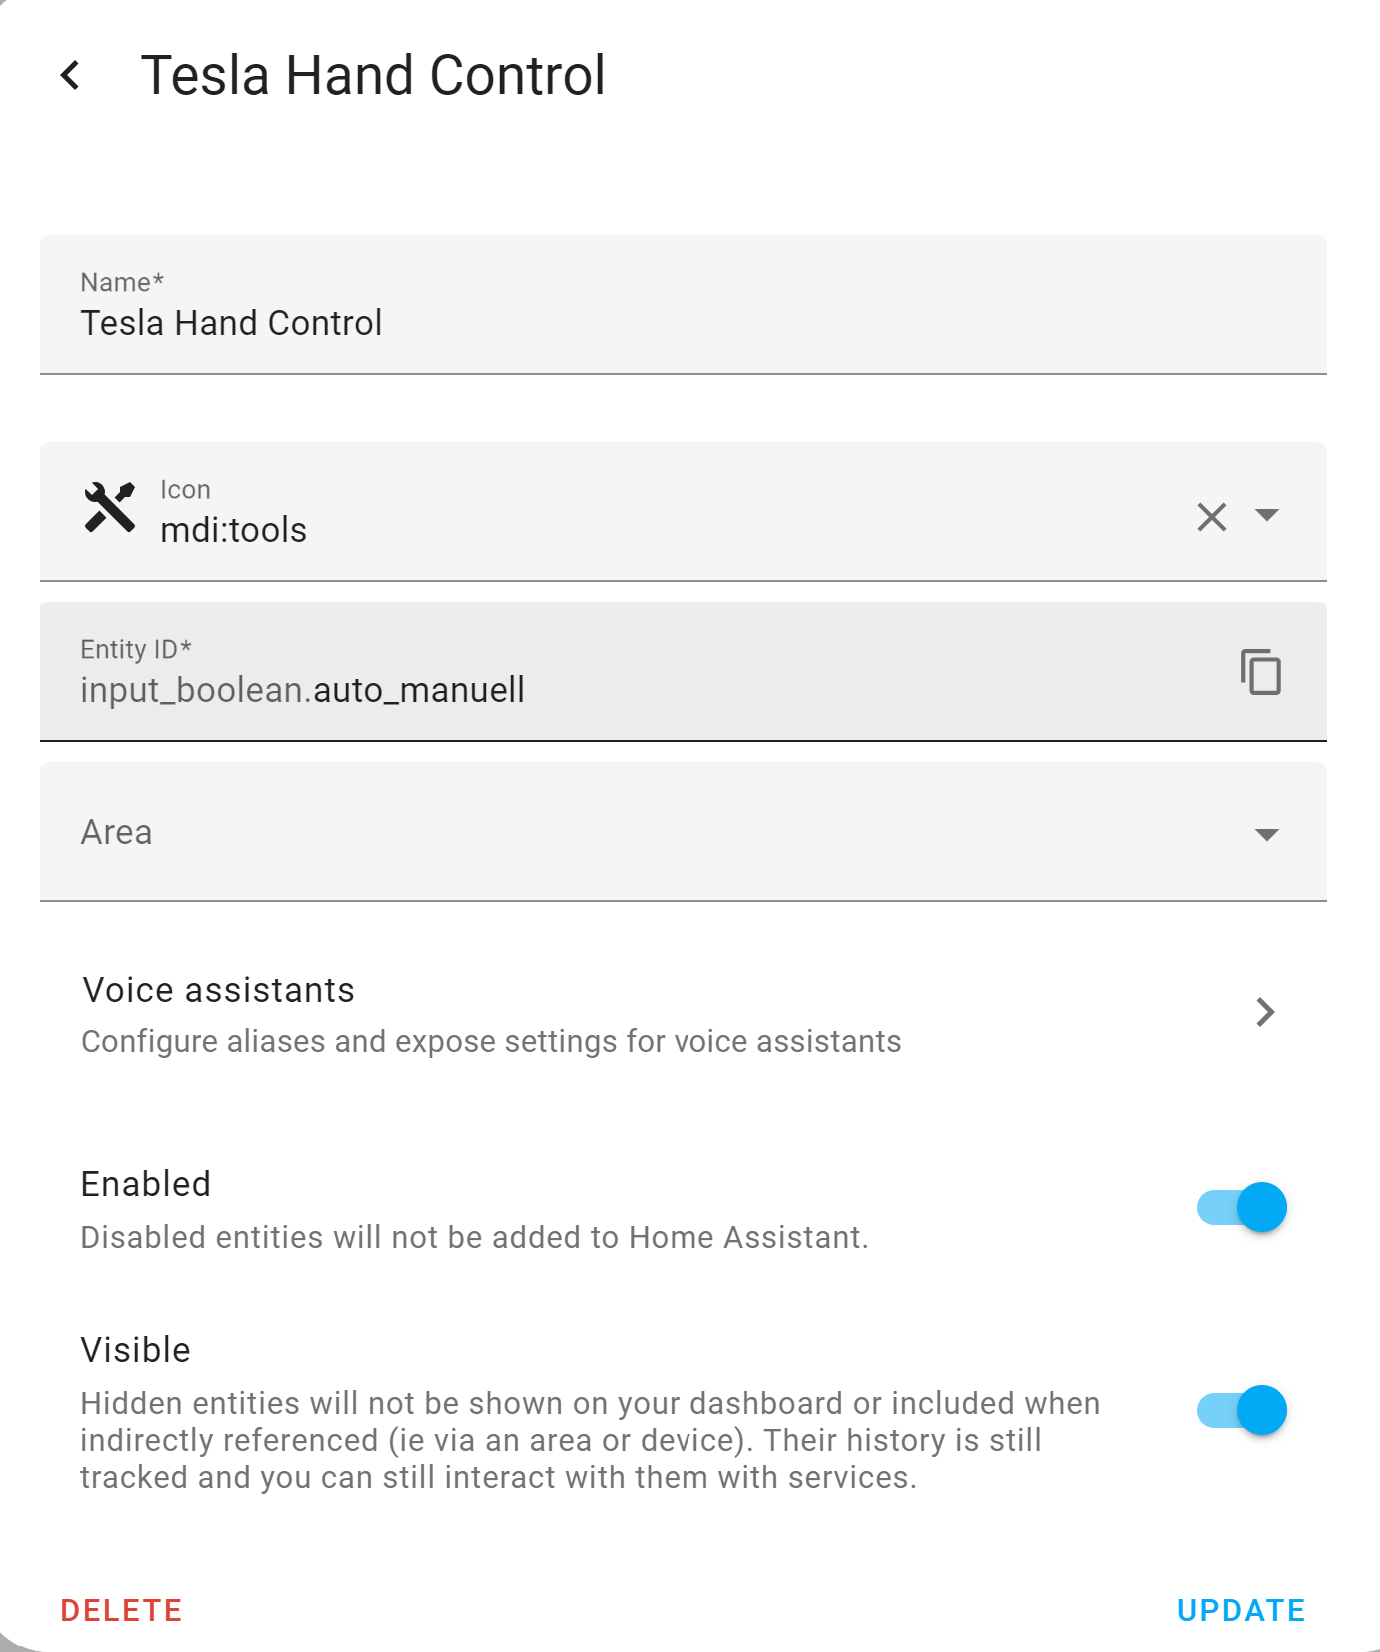 Tesla Hand Control
Name*
Tesla Hand Control
Icon
mdi:tools
Entity ID*
input_boolean.auto_manuell
Area
Voice assistants
Configure aliases and expose settings for voice assistants
Enabled
Disabled entities will not be added to Home Assistant.
Visible
Hidden entities will not be shown on your dashboard or included when
indirectly referenced (ie via an area or device). Their history is still
tracked and you can still interact with them with services.
DELETE
UPDATE